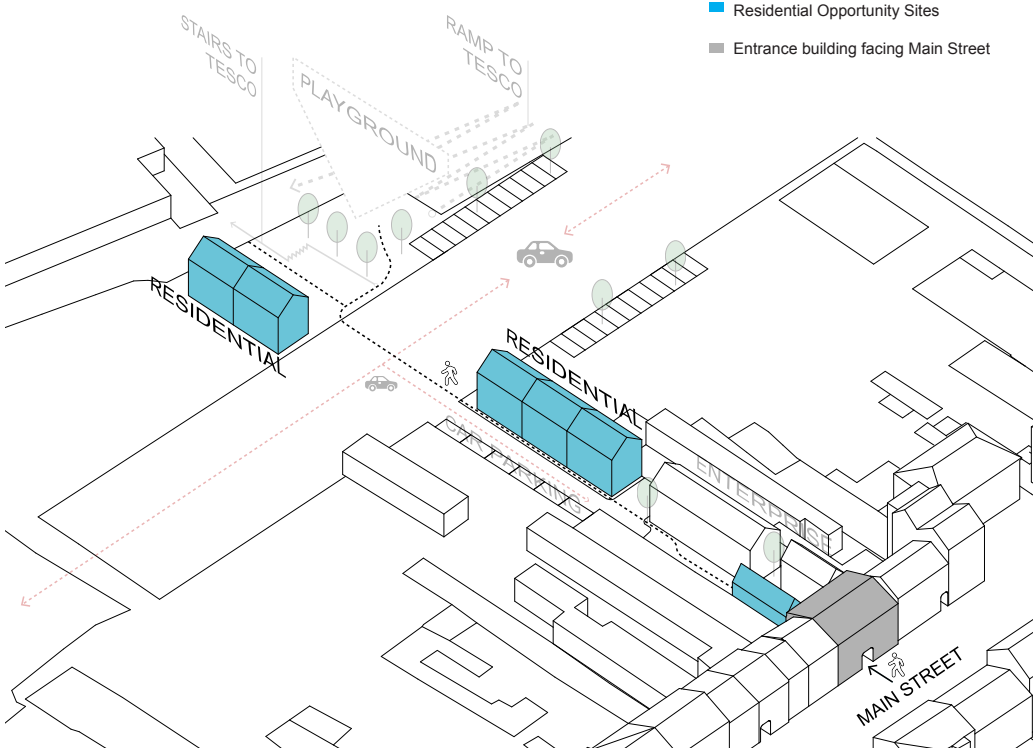 Residential Opportunity Sites
Entrance building facing Main Street
STAIRS TO
TESCO
RAMP TO
TESCO
PLAYGROUND
RESIDENTIAL
RESIDENTIAL
CAR PARKING
ENTERPRISE
MAIN STREET